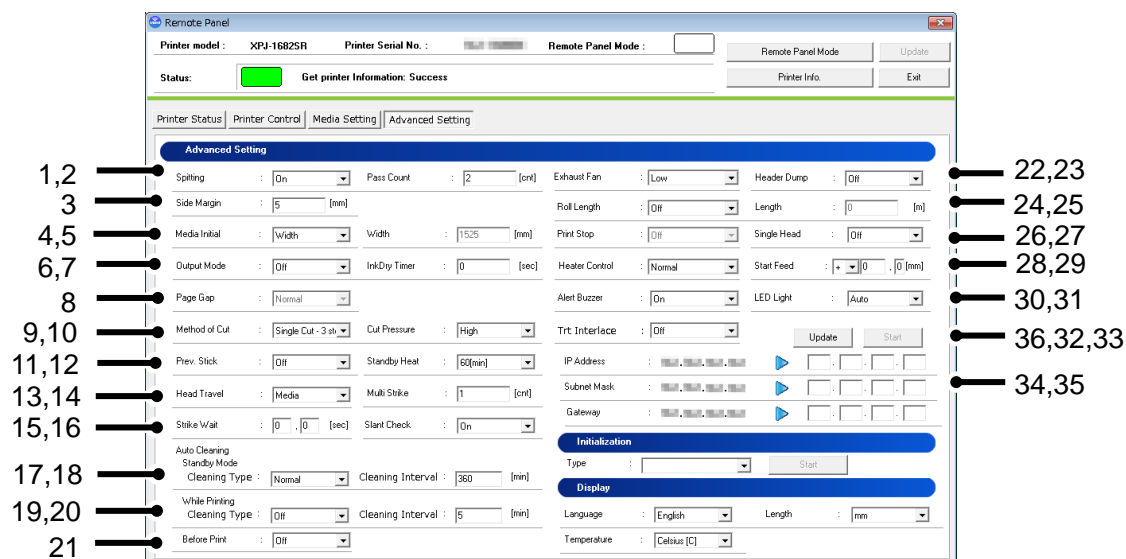 Remote Panel
Printer model : XPJ-1682SR Printer Serial No. : Remote Panel Mode :
Remote Panel Mode Update
Status: Get printer Information: Success
Printer Info. Exit
Printer Status Printer Control Media Setting Advanced Setting
Advanced Setting
1,2 Spitting : On Pass Count : 2 [cnt] Exhaust Fan : Low Header Dump : Off 22,23
3 Side Margin : 5 [mm] Roll Length : Off Length : 0 [m] 24,25
4,5 Media Initial : Width Width : 1525 [mm] Print Stop : Off Single Head : Off 26,27
6,7 Output Mode : Off InkDry Timer : 0 [sec] Heater Control : Normal Start Feed : + 0 , 0 [mm] 28,29
8 Page Gap : Normal Alert Buzzer : On LED Light : Auto 30,31
9,10 Method of Cut : Single Cut - 3 ste Cut Pressure : High Trt Interlace : Off Update Start 36,32,33
11,12 Prev. Stick : Off Standby Heat : 60[min] IP Address : . . . . . .
13,14 Head Travel : Media Multi Strike : 1 [cnt] Subnet Mask : . . . . . . 34,35
15,16 Strike Wait : 0 . 0 [sec] Slant Check : On Gateway : . . . . . .
Auto Cleaning
Standby Mode
Initialization
17,18 Cleaning Type : Normal Cleaning Interval : 360 [min] Type : Start
While Printing
Display
19,20 Cleaning Type : Off Cleaning Interval : 5 [min] Language : English Length : mm
21 Before Print : Off Temperature : Celsius [C]